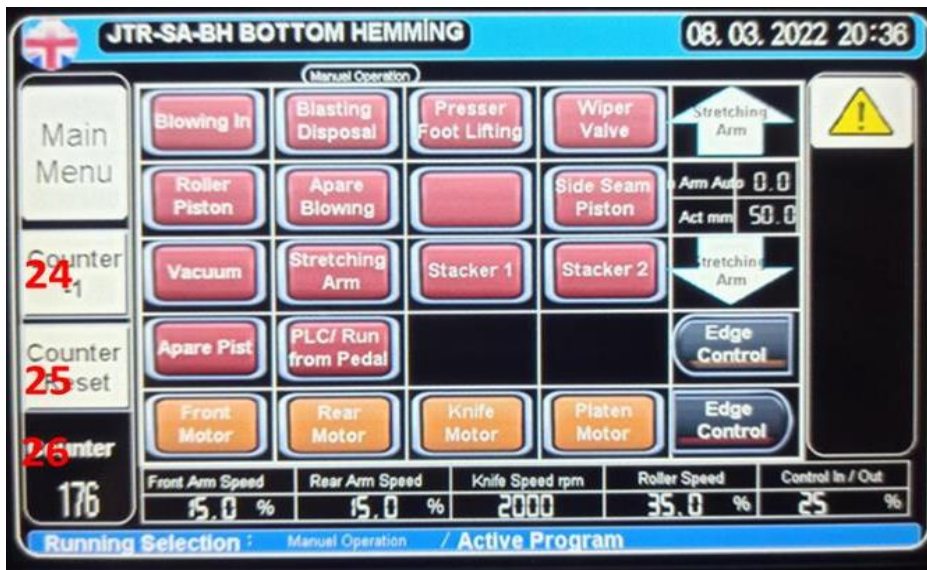 JTR-SA-BH BOTTOM HEMMİNG
08. 03. 2022 20:36
Manuel Operation
Main
Menu
Blowing In
Blasting
Disposal
Presser
Foot Lifting
Wiper
Valve
Stretching
Arm
Roller
Piston
Apare
Blowing
Side Seam
Piston
Arm Auto 0.0
Act mm 50.0
Counter
-1
24
Vacuum
Stretching
Arm
Stacker 1
Stacker 2
Stretching
Arm
Counter
Reset
25
Apare Pist
PLC/ Run
from Pedal
Edge
Control
Counter
26
176
Front
Motor
Rear
Motor
Knife
Motor
Platen
Motor
Edge
Control
Front Arm Speed
15.0 %
Rear Arm Speed
15.0 %
Knife Speed rpm
2000
Roller Speed
35.0 %
Control In / Out
25 %
Running Selection : Manuel Operation / Active Program